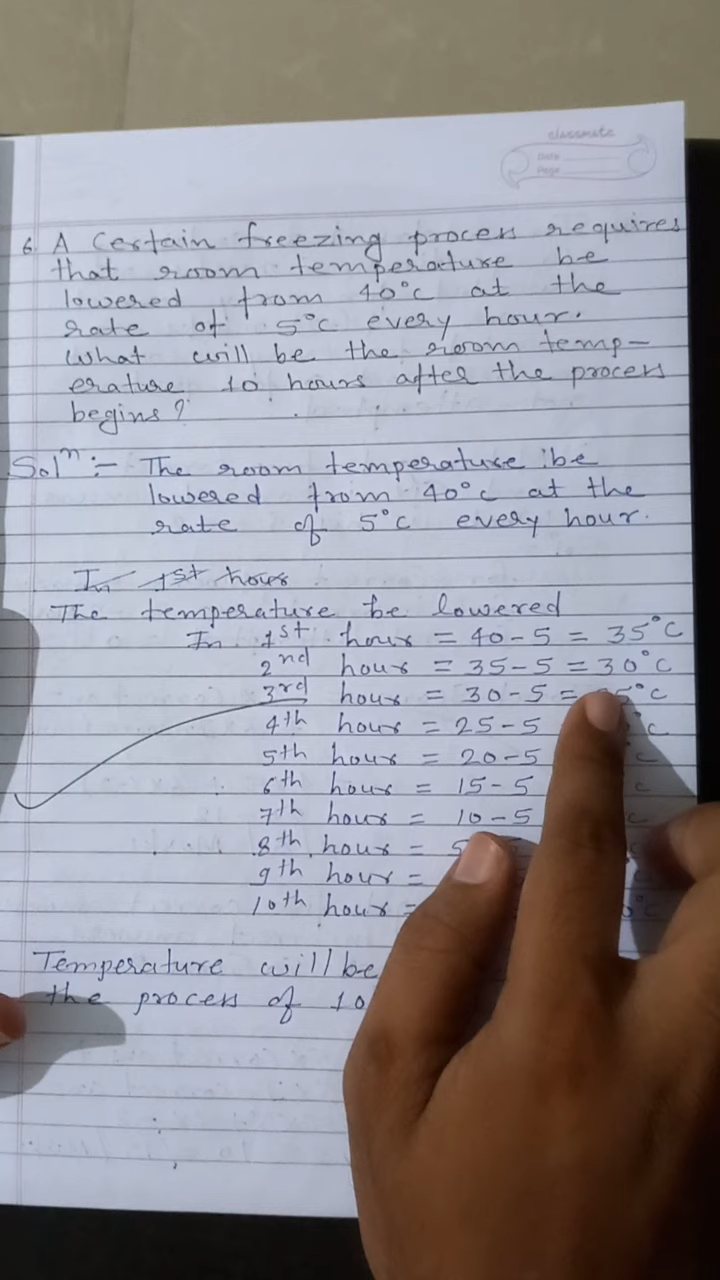 classmate
Date
Page
6. A Certain freezing process requires
that room temperature be
lowered from 40°c at the
rate of 5°c every hour.
What will be the room temp-
erature 10 hours after the process
begins?
Solⁿ :- The room temperature be
lowered from 40°c at the
rate of 5°c every hour.
In 1st hour
The temperature be lowered
In 1st hour = 40-5 = 35°C
2nd hour = 35-5 = 30°C
3rd hour = 30-5 = 5°C
4th hour = 25-5 °C
5th hour = 20-5 C
6th hour = 15-5 C
7th hour = 10-5 C
8th hour = 5
9th hour =
10th hour = °C
Temperature will be
the process of 10